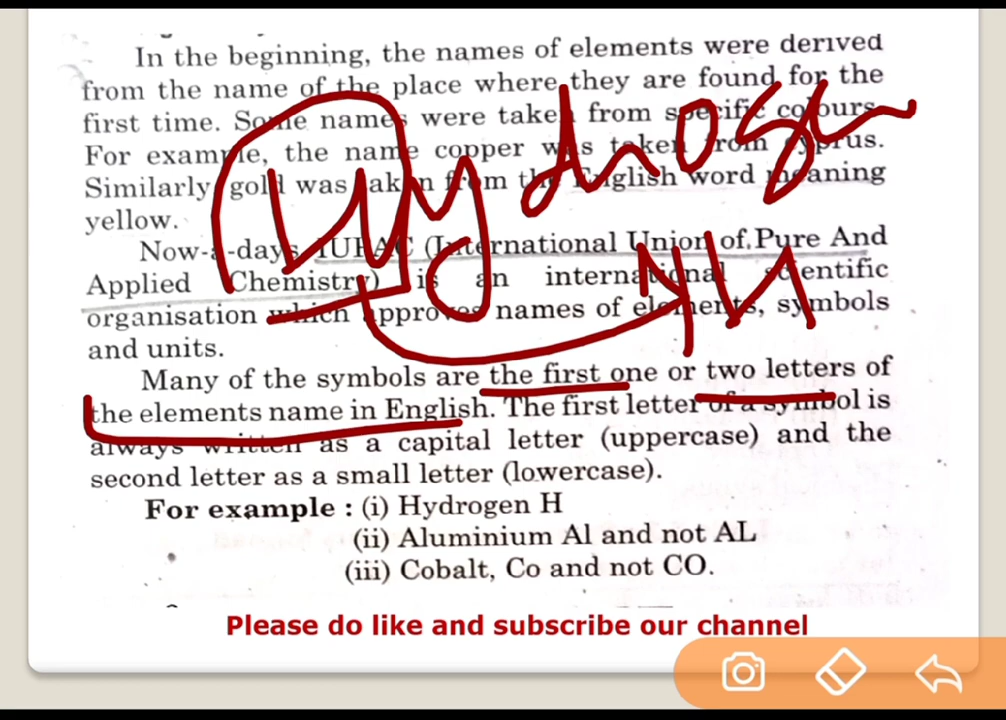 In the beginning, the names of elements were derived
from the name of the place where they are found for the
first time. Some names were taken from specific colours.
For example, the name copper was taken from Cyprus.
Similarly gold was taken from the English word meaning
yellow.
Now-a-days IUPAC (International Union of Pure And
Applied Chemistry) is an international scientific
organisation which approves names of elements, symbols
and units.
Many of the symbols are the first one or two letters of
the elements name in English. The first letter of a symbol is
always written as a capital letter (uppercase) and the
second letter as a small letter (lowercase).
For example : (i) Hydrogen H
(ii) Aluminium Al and not AL
(iii) Cobalt, Co and not CO.
Please do like and subscribe our channel